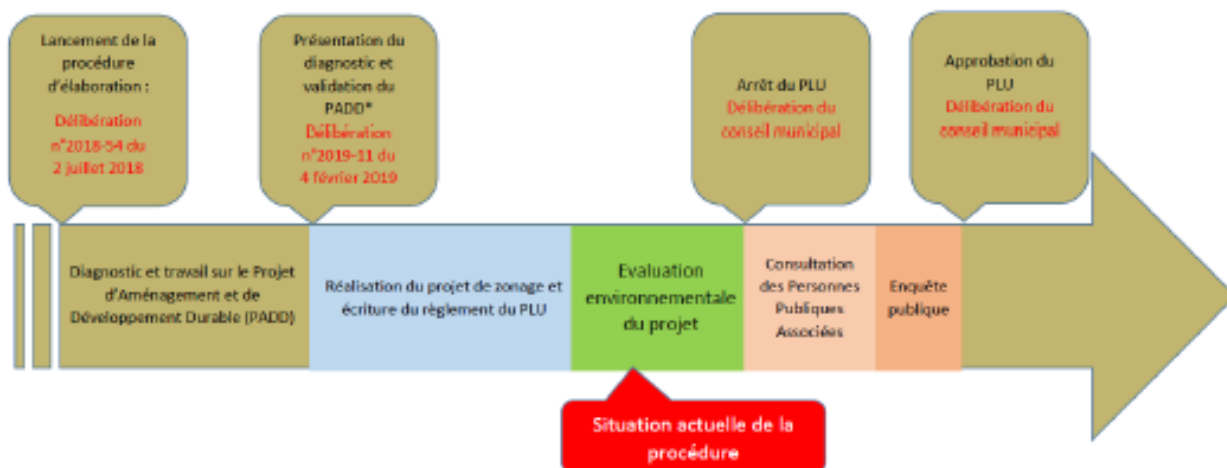 Lancement de la
procédure
d'élaboration :
Délibération
n°2018-54 du
2 juillet 2018
Présentation du
diagnostic et
validation du
PADD*
Délibération
n°2019-11 du
4 février 2019
Arrêt du PLU
Délibération du
conseil municipal
Approbation du
PLU
Délibération du
conseil municipal
Diagnostic et travail sur le Projet
d'Aménagement et de
Développement Durable (PADD)
Réalisation du projet de zonage et
écriture du règlement du PLU
Evaluation
environnementale
du projet
Consultation
des Personnes
Publiques
Associées
Enquête
publique
Situation actuelle de la
procédure